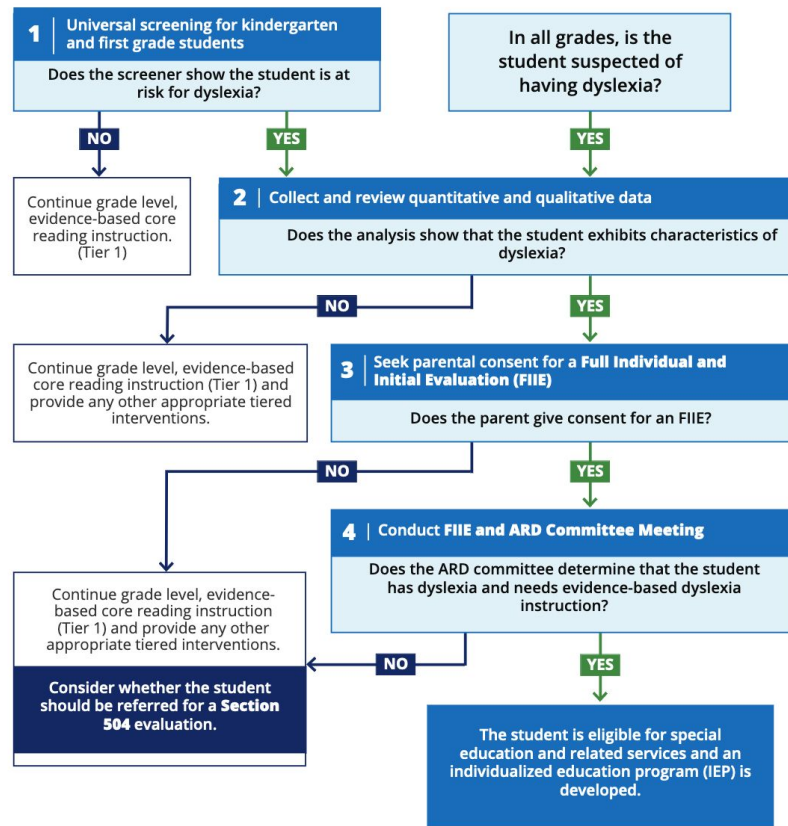 1
Universal screening for kindergarten
and first grade students
Does the screener show the student is at
risk for dyslexia?
In all grades, is the
student suspected of
having dyslexia?
NO
YES
YES
Continue grade level,
evidence-based core
reading instruction.
(Tier 1)
2
Collect and review quantitative and qualitative data
Does the analysis show that the student exhibits characteristics of
dyslexia?
NO
YES
Continue grade level, evidence-based
core reading instruction (Tier 1) and
provide any other appropriate tiered
interventions.
3
Seek parental consent for a Full Individual and
Initial Evaluation (FIIE)
Does the parent give consent for an FIIE?
NO
YES
4
Conduct FIIE and ARD Committee Meeting
Does the ARD committee determine that the student
has dyslexia and needs evidence-based dyslexia
instruction?
Continue grade level, evidence-
based core reading instruction
(Tier 1) and provide any other
appropriate tiered interventions.
NO
YES
Consider whether the student
should be referred for a Section
504 evaluation.
The student is eligible for special
education and related services and an
individualized education program (IEP) is
developed.